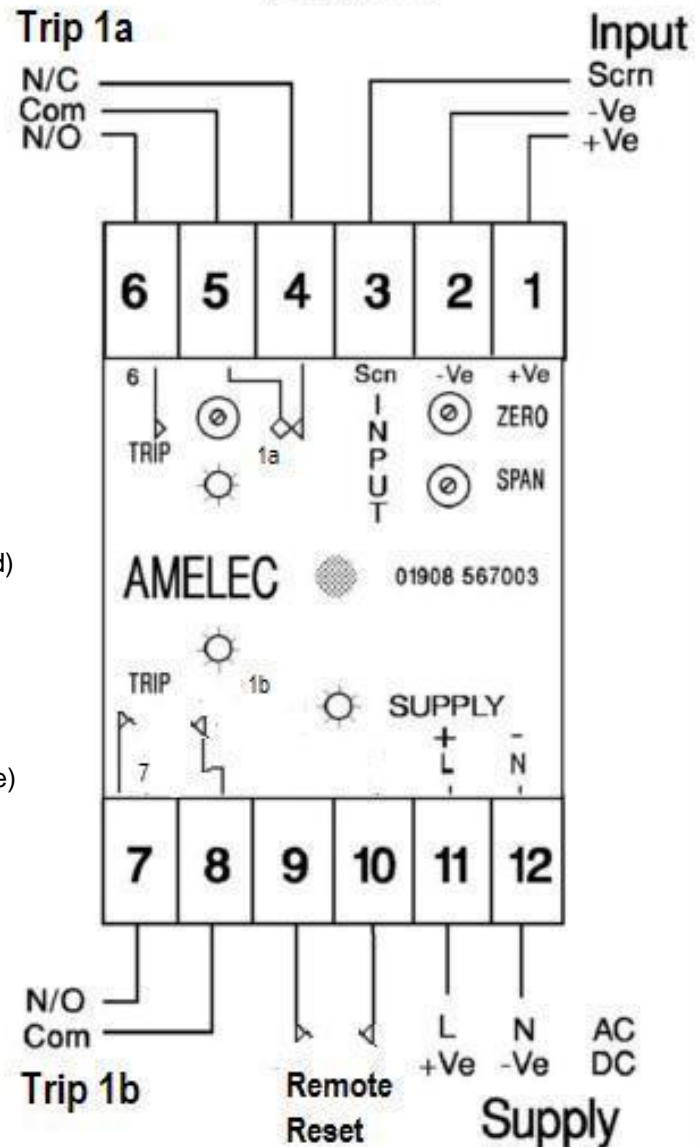 Trip 1a
Input
N/C
Scrn
Com
-Ve
N/O
+Ve
6 5 4 3 2 1
6
Scn -Ve +Ve
INPUT
ZERO
TRIP
1a
SPAN
d)
AMELEC
01908 567003
TRIP
1b
SUPPLY
+ -
L N
7
e)
7 8 9 10 11 12
N/O
Com
L N AC
+Ve -Ve DC
Trip 1b
Remote
Reset
Supply